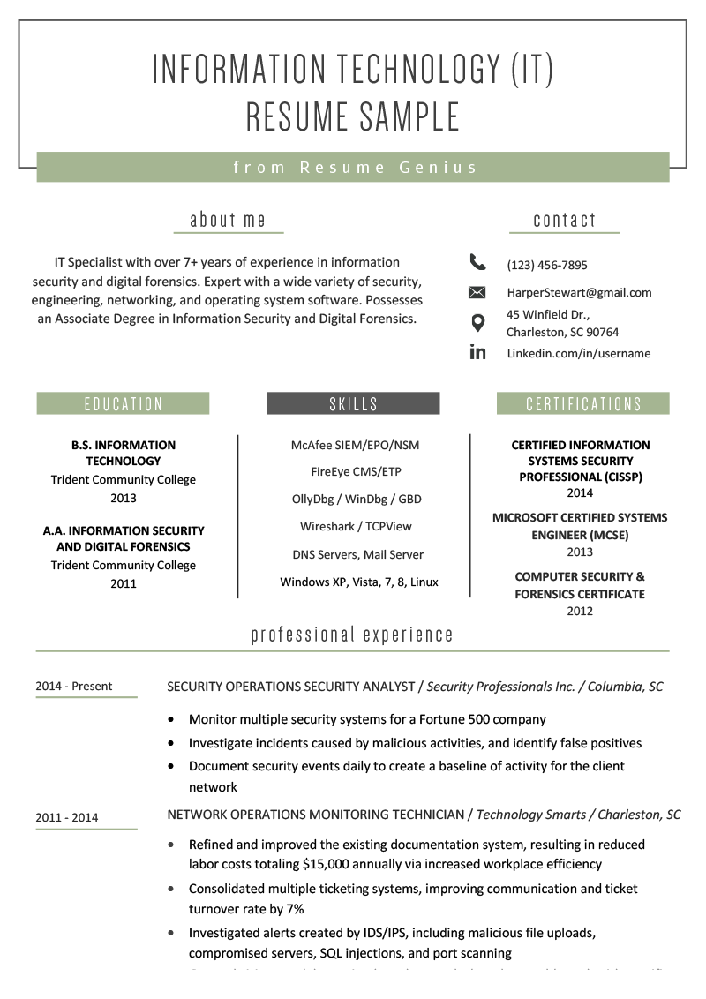 INFORMATION TECHNOLOGY (IT)
RESUME SAMPLE
from Resume Genius
about me
IT Specialist with over 7+ years of experience in information
security and digital forensics. Expert with a wide variety of security,
engineering, networking, and operating system software. Possesses
an Associate Degree in Information Security and Digital Forensics.
contact
(123) 456-7895
HarperStewart@gmail.com
45 Winfield Dr.,
Charleston, SC 90764
Linkedin.com/in/username
EDUCATION
B.S. INFORMATION
TECHNOLOGY
Trident Community College
2013
A.A. INFORMATION SECURITY
AND DIGITAL FORENSICS
Trident Community College
2011
SKILLS
McAfee SIEM/EPO/NSM
FireEye CMS/ETP
OllyDbg / WinDbg / GBD
Wireshark / TCPView
DNS Servers, Mail Server
Windows XP, Vista, 7, 8, Linux
CERTIFICATIONS
CERTIFIED INFORMATION
SYSTEMS SECURITY
PROFESSIONAL (CISSP)
2014
MICROSOFT CERTIFIED SYSTEMS
ENGINEER (MCSE)
2013
COMPUTER SECURITY &
FORENSICS CERTIFICATE
2012
professional experience
2014 - Present
SECURITY OPERATIONS SECURITY ANALYST / Security Professionals Inc. / Columbia, SC
• Monitor multiple security systems for a Fortune 500 company
• Investigate incidents caused by malicious activities, and identify false positives
• Document security events daily to create a baseline of activity for the client
network
2011 - 2014
NETWORK OPERATIONS MONITORING TECHNICIAN / Technology Smarts / Charleston, SC
• Refined and improved the existing documentation system, resulting in reduced
labor costs totaling $15,000 annually via increased workplace efficiency
• Consolidated multiple ticketing systems, improving communication and ticket
turnover rate by 7%
• Investigated alerts created by IDS/IPS, including malicious file uploads,
compromised servers, SQL injections, and port scanning